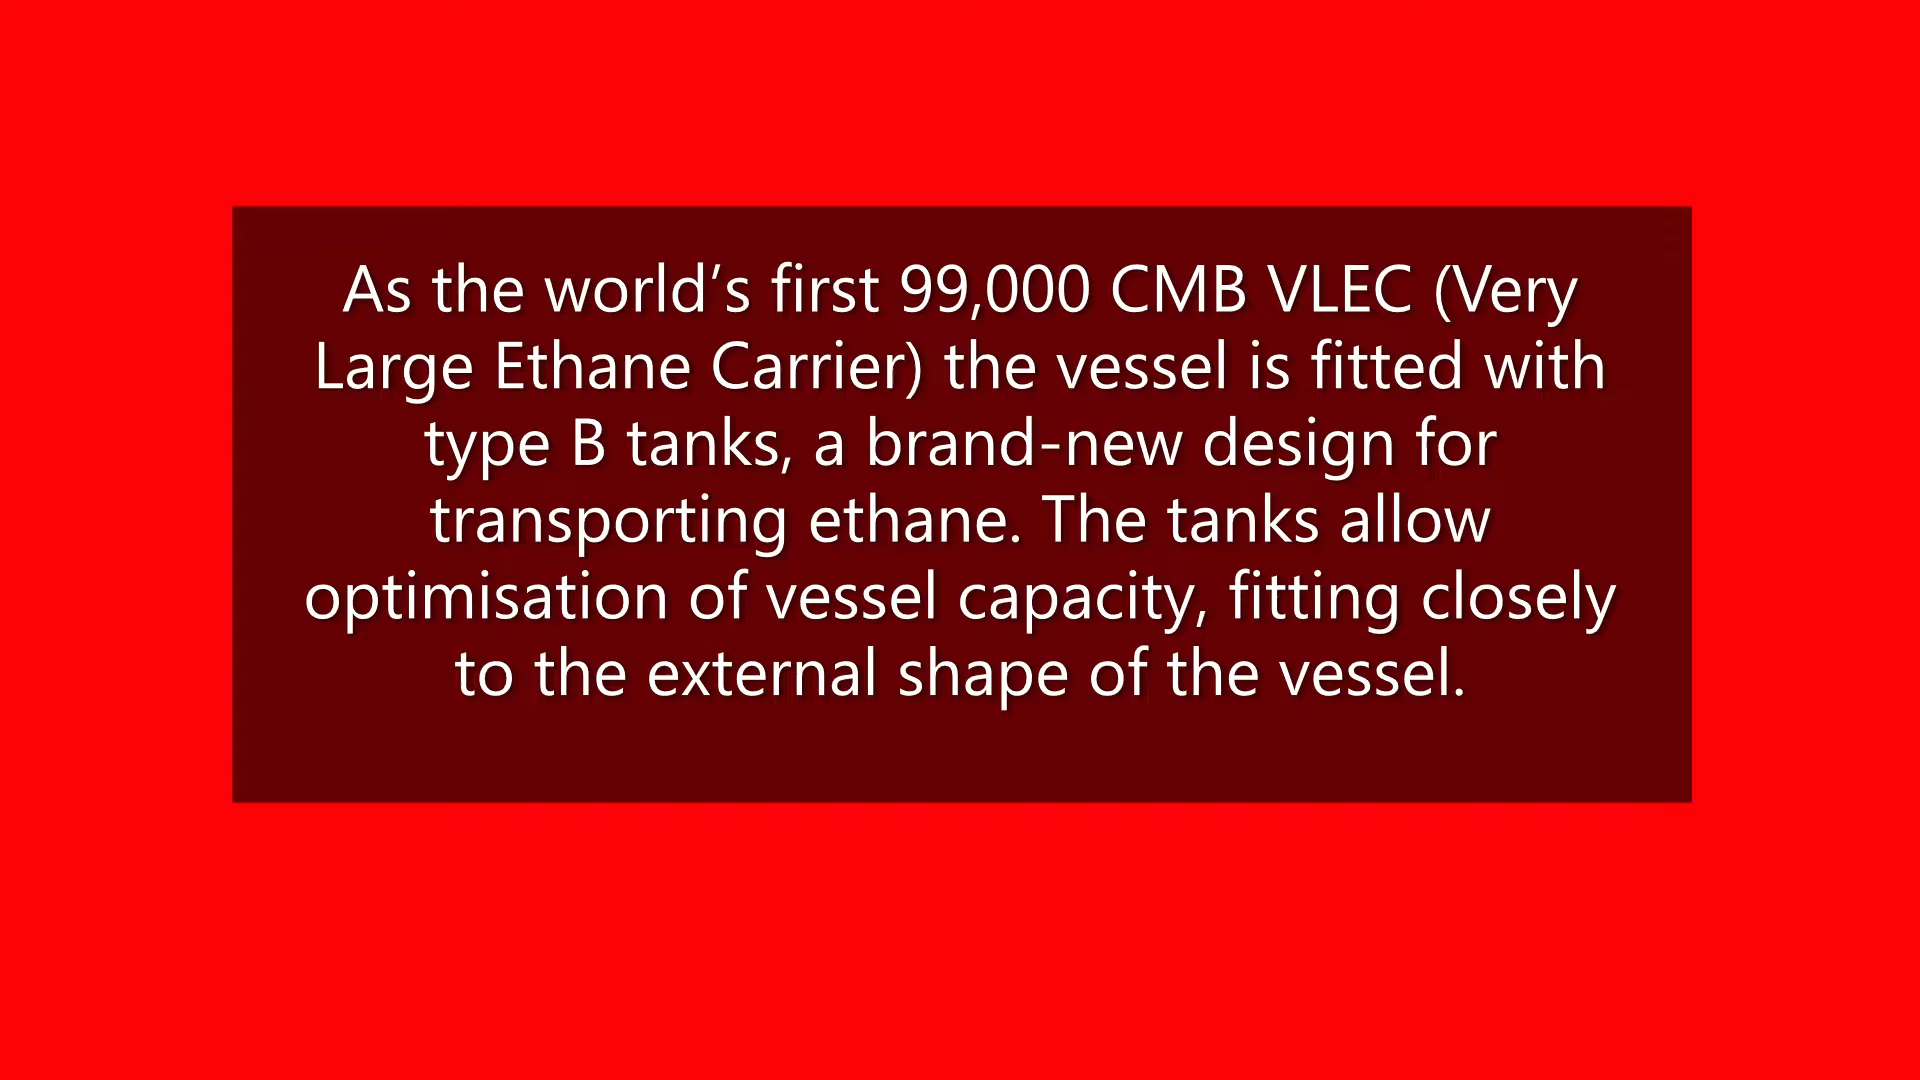 As the world’s first 99,000 CMB VLEC (Very
Large Ethane Carrier) the vessel is fitted with
type B tanks, a brand-new design for
transporting ethane. The tanks allow
optimisation of vessel capacity, fitting closely
to the external shape of the vessel.